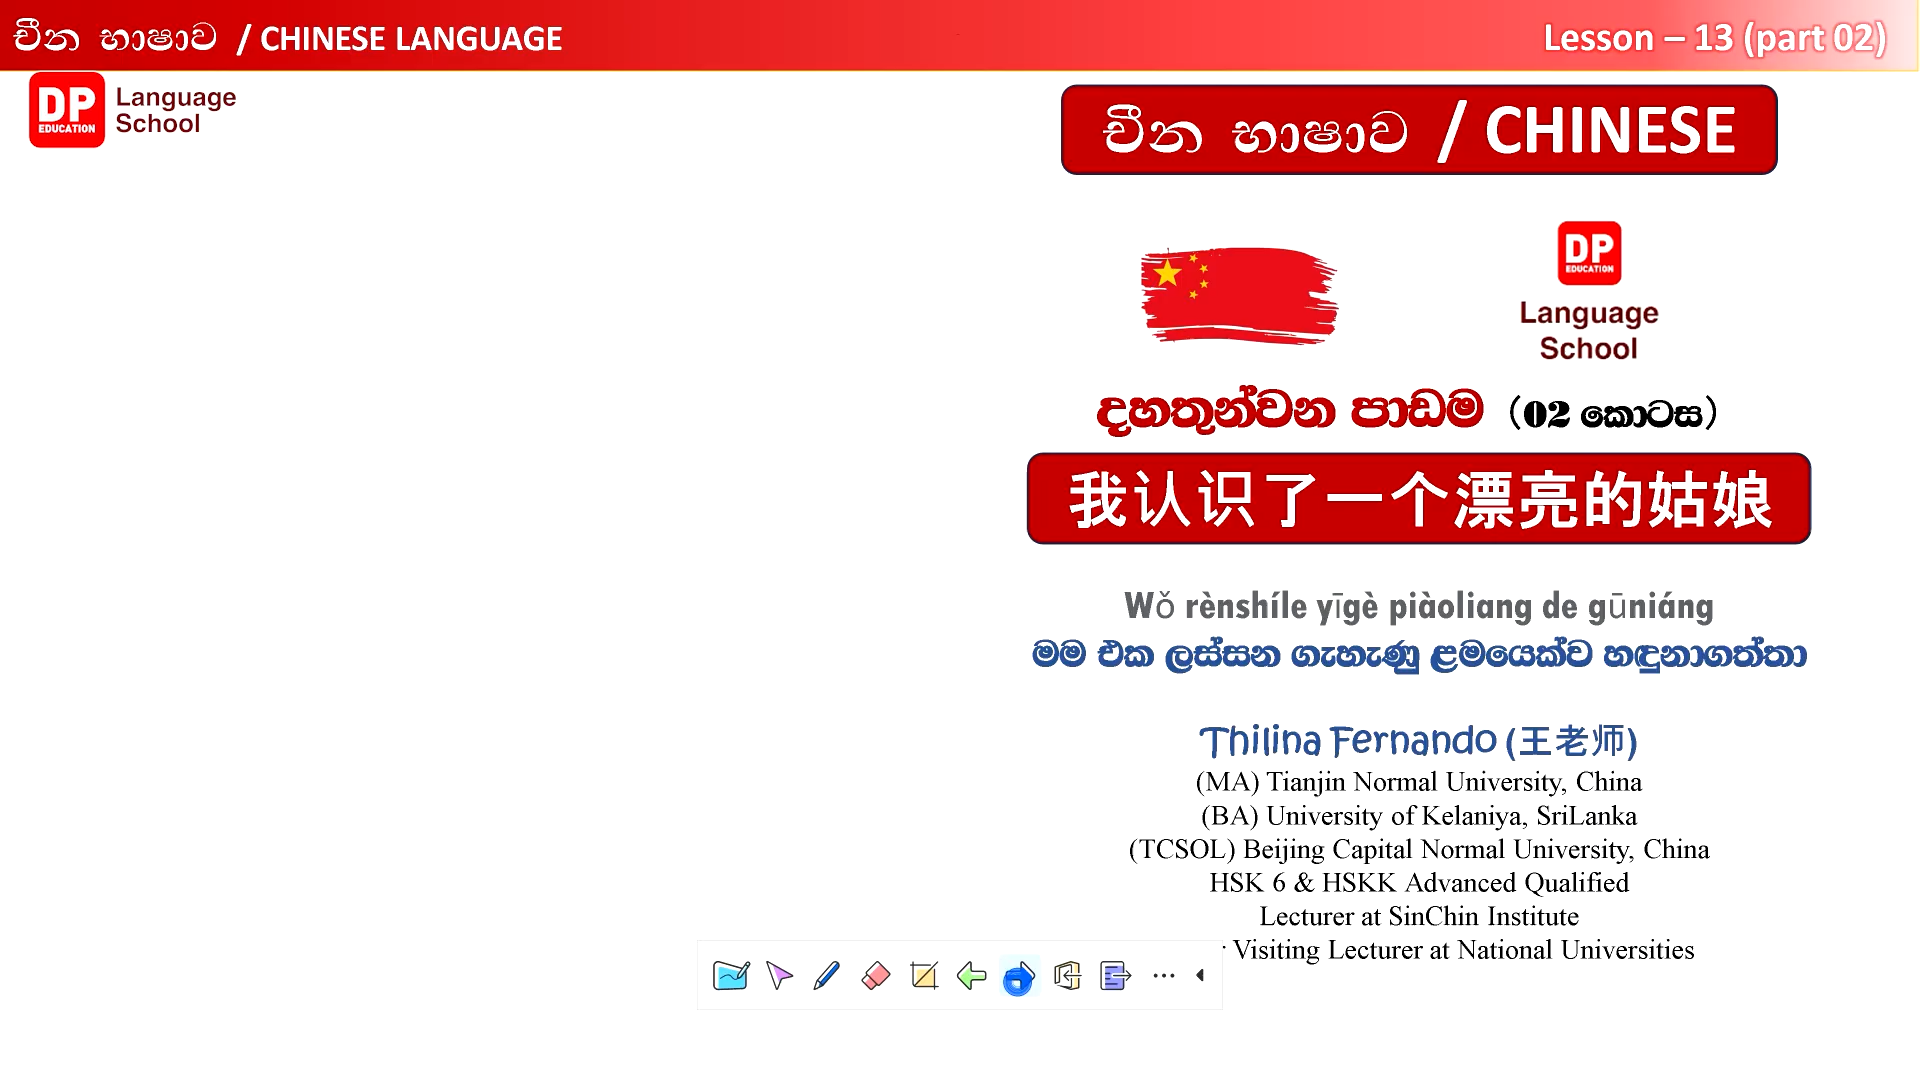 චීන භාෂාව / CHINESE LANGUAGE
Lesson – 13 (part 02)
DP
EDUCATION
Language
School
චීන භාෂාව / CHINESE
DP
EDUCATION
Language
School
දහතුන්වන පාඩම (02 කොටස)
我认识了一个漂亮的姑娘
Wǒ rènshíle yīgè piàoliang de gūniáng
මම එක ලස්සන ගැහැණු ළමයෙක්ව හඳුනාගත්තා
Thilina Fernando (王老师)
(MA) Tianjin Normal University, China
(BA) University of Kelaniya, SriLanka
(TCSOL) Beijing Capital Normal University, China
HSK 6 & HSKK Advanced Qualified
Lecturer at SinChin Institute
Visiting Lecturer at National Universities